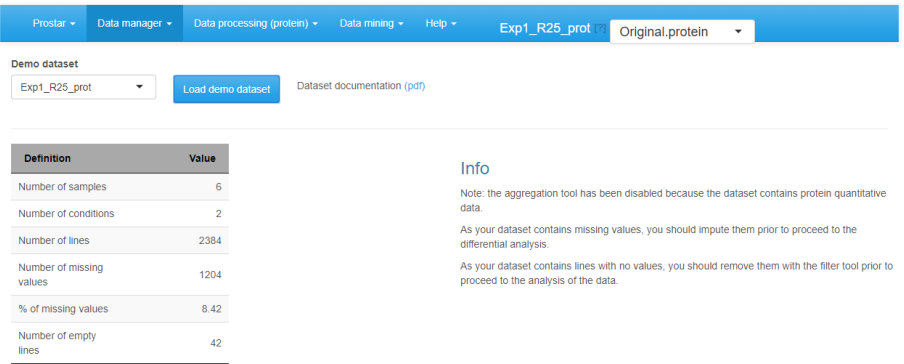 Prostar Data manager Data processing (protein) Data mining Help Exp1_R25_prot [?] Original.protein
Demo dataset
Exp1_R25_prot Load demo dataset Dataset documentation (pdf)
Definition Value
Number of samples 6
Number of conditions 2
Number of lines 2384
Number of missing
values 1204
% of missing values 8.42
Number of empty
lines 42
Info
Note: the aggregation tool has been disabled because the dataset contains protein quantitative
data.
As your dataset contains missing values, you should impute them prior to proceed to the
differential analysis.
As your dataset contains lines with no values, you should remove them with the filter tool prior to
proceed to the analysis of the data.